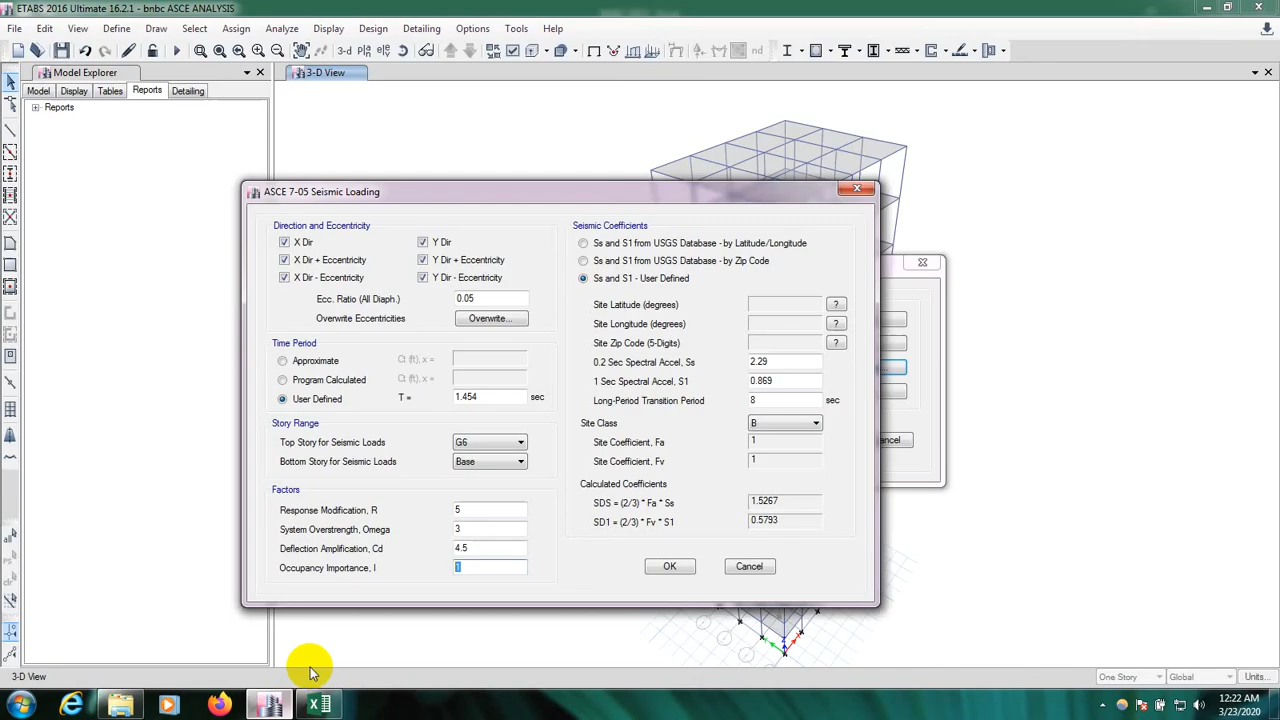 ETABS 2016 Ultimate 16.2.1 - bnbc ASCE ANALYSIS
File Edit View Define Draw Select Assign Analyze Display Design Detailing Options Tools Help
3-d nd
Model Explorer
3-D View
Model Display Tables Reports Detailing
Reports
ASCE 7-05 Seismic Loading
Direction and Eccentricity
X Dir Y Dir
X Dir + Eccentricity Y Dir + Eccentricity
X Dir - Eccentricity Y Dir - Eccentricity
Ecc. Ratio (All Diaph.) 0.05
Overwrite Eccentricities Overwrite...
Time Period
Approximate Ct (ft), x =
Program Calculated Ct (ft), x =
User Defined T = 1.454 sec
Story Range
Top Story for Seismic Loads G6
Bottom Story for Seismic Loads Base
Factors
Response Modification, R 5
System Overstrength, Omega 3
Deflection Amplification, Cd 4.5
Occupancy Importance, I 1
Seismic Coefficients
Ss and S1 from USGS Database - by Latitude/Longitude
Ss and S1 from USGS Database - by Zip Code
Ss and S1 - User Defined
Site Latitude (degrees) ?
Site Longitude (degrees) ?
Site Zip Code (5-Digits) ?
0.2 Sec Spectral Accel, Ss 2.29
1 Sec Spectral Accel, S1 0.869
Long-Period Transition Period 8 sec
Site Class B
Site Coefficient, Fa 1
Site Coefficient, Fv 1
Calculated Coefficients
SDS = (2/3) * Fa * Ss 1.5267
SD1 = (2/3) * Fv * S1 0.5793
OK Cancel
ancel
3-D View One Story Global Units...
12:22 AM
3/23/2020